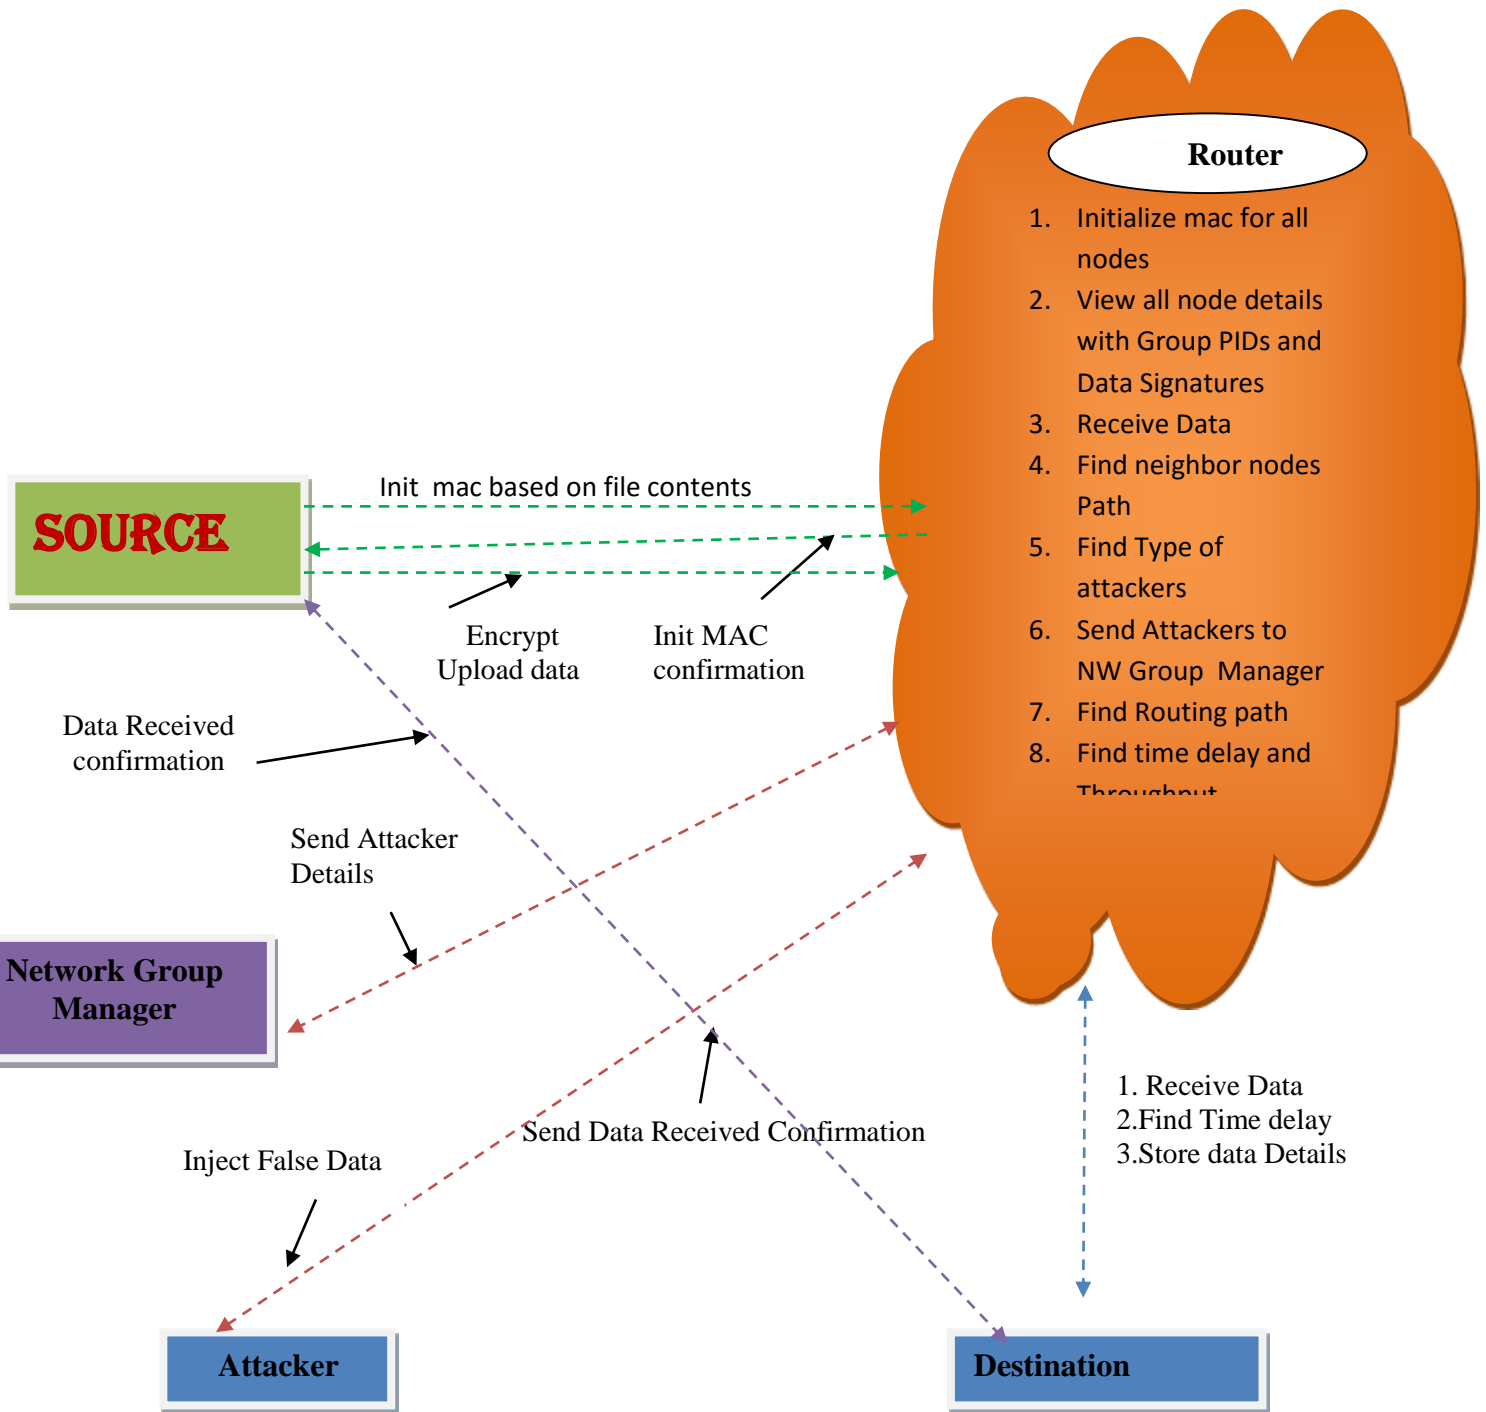 Router
1. Initialize mac for all
nodes
2. View all node details
with Group PIDs and
Data Signatures
3. Receive Data
4. Find neighbor nodes
Path
5. Find Type of
attackers
6. Send Attackers to
NW Group Manager
7. Find Routing path
8. Find time delay and
Throughput
Init mac based on file contents
SOURCE
Encrypt
Upload data
Init MAC
confirmation
Data Received
confirmation
Send Attacker
Details
Network Group
Manager
Send Data Received Confirmation
Inject False Data
1. Receive Data
2.Find Time delay
3.Store data Details
Attacker
Destination